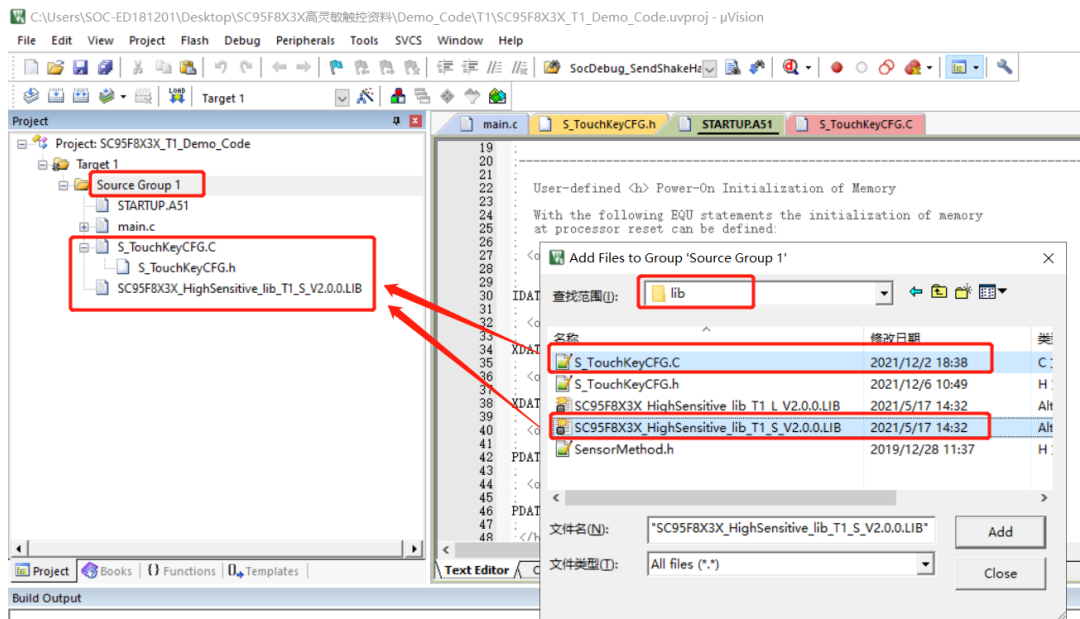 C:\Users\SOC-ED181201\Desktop\SC95F8X3X高灵敏触控资料\Demo_Code\T1\SC95F8X3X_T1_Demo_Code.uvproj - µVision
File Edit View Project Flash Debug Peripherals Tools SVCS Window Help
SocDebug_SendShakeHa
LOAD Target 1
Project
Project: SC95F8X3X_T1_Demo_Code
Target 1
Source Group 1
STARTUP.A51
main.c
S_TouchKeyCFG.C
S_TouchKeyCFG.h
SC95F8X3X_HighSensitive_lib_T1_S_V2.0.0.LIB
Project Books {} Functions Templates
main.c S_TouchKeyCFG.h STARTUP.A51 S_TouchKeyCFG.C
19
20 ;----------------------------------------
21 ;
22 ; User-defined <h> Power-On Initialization of Memory
23 ;
24 ; With the following EQU statements the initialization of memory
25 ; at processor reset can be defined:
26 ;
27 ; <o
28 ;
29
30 IDAT
31 ;
32 ; <o
33
34 XDAT
35 ;
36 ; <o
37
38 XDAT
39 ;
40 ; <o
41
42 PDAT
43 ;
44 ; <o
45
46 PDAT
47 ;
48 ;</h
Text Editor
Add Files to Group 'Source Group 1'
查找范围(I): lib
名称 修改日期
S_TouchKeyCFG.C 2021/12/2 18:38 C
S_TouchKeyCFG.h 2021/12/6 10:49 H
SC95F8X3X_HighSensitive_lib_T1_L_V2.0.0.LIB 2021/5/17 14:32 Alt
SC95F8X3X_HighSensitive_lib_T1_S_V2.0.0.LIB 2021/5/17 14:32 Alt
SensorMethod.h 2019/12/28 11:37 H
文件名(N): "SC95F8X3X_HighSensitive_lib_T1_S_V2.0.0.LIB" Add
文件类型(T): All files (*.*) Close
Build Output